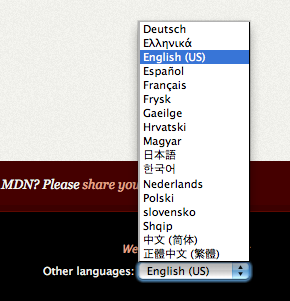 Deutsch
Ελληνικά
English (US)
Español
Français
Frysk
Gaeilge
Hrvatski
Magyar
日本語
한국어
Nederlands
Polski
slovensko
Shqip
中文 (简体)
正體中文 (繁體)
MDN? Please share you
We
Other languages: English (US)